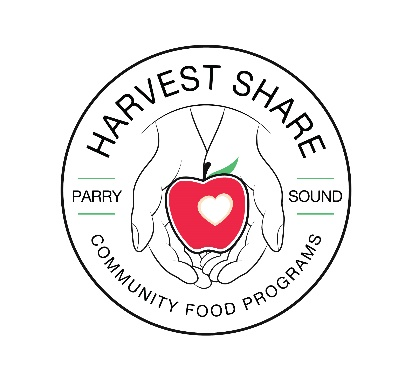 HARVEST SHARE
PARRY
SOUND
COMMUNITY FOOD PROGRAMS